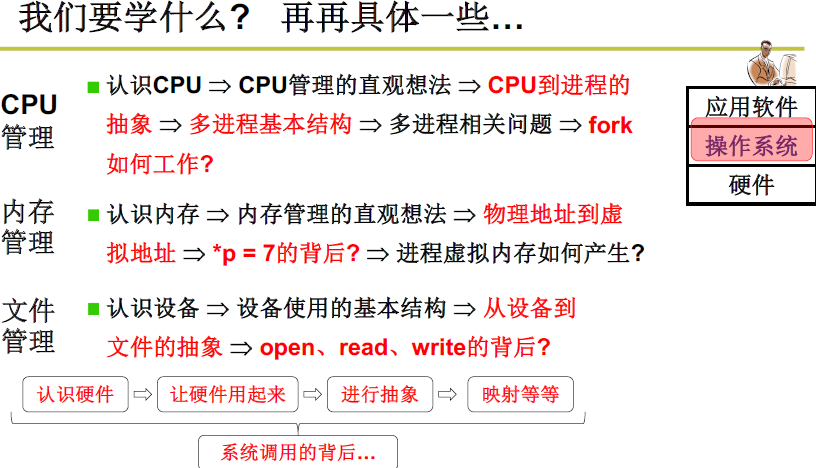 我们要学什么? 再再具体一些…
CPU
管理
■ 认识CPU ⇒ CPU管理的直观想法 ⇒ CPU到进程的
抽象 ⇒ 多进程基本结构 ⇒ 多进程相关问题 ⇒ fork
如何工作?
应用软件
操作系统
硬件
内存
管理
■ 认识内存 ⇒ 内存管理的直观想法 ⇒ 物理地址到虚
拟地址 ⇒ *p = 7的背后? ⇒ 进程虚拟内存如何产生?
文件
管理
■ 认识设备 ⇒ 设备使用的基本结构 ⇒ 从设备到
文件的抽象 ⇒ open、read、write的背后?
认识硬件 ⇨ 让硬件用起来 ⇨ 进行抽象 ⇨ 映射等等
系统调用的背后…